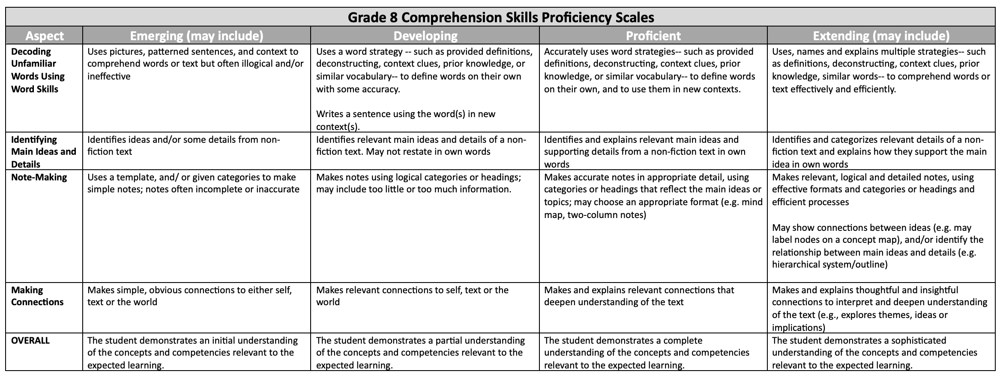 Grade 8 Comprehension Skills Proficiency Scales
Aspect
Emerging (may include)
Developing
Proficient
Extending (may include)
Decoding
Unfamiliar
Words Using
Word Skills
Uses pictures, patterned sentences, and context to
comprehend words or text but often illogical and/or
ineffective
Uses a word strategy -- such as provided definitions,
deconstructing, context clues, prior knowledge, or
similar vocabulary-- to define words on their own
with some accuracy.
Writes a sentence using the word(s) in new
context(s).
Accurately uses word strategies-- such as provided
definitions, deconstructing, context clues, prior
knowledge, or similar vocabulary-- to define words
on their own, and to use them in new contexts.
Uses, names and explains multiple strategies-- such
as definitions, deconstructing, context clues, prior
knowledge, similar words-- to comprehend words or
text effectively and efficiently.
Identifying
Main Ideas and
Details
Identifies ideas and/or some details from non-
fiction text
Identifies relevant main ideas and details of a non-
fiction text. May not restate in own words
Identifies and explains relevant main ideas and
supporting details from a non-fiction text in own
words
Identifies and categorizes relevant details of a non-
fiction text and explains how they support the main
idea in own words
Note-Making
Uses a template, and/ or given categories to make
simple notes; notes often incomplete or inaccurate
Makes notes using logical categories or headings;
may include too little or too much information.
Makes accurate notes in appropriate detail, using
categories or headings that reflect the main ideas or
topics; may choose an appropriate format (e.g. mind
map, two-column notes)
Makes relevant, logical and detailed notes, using
effective formats and categories or headings and
efficient processes
May show connections between ideas (e.g. may
label nodes on a concept map), and/or identify the
relationship between main ideas and details (e.g.
hierarchical system/outline)
Making
Connections
Makes simple, obvious connections to either self,
text or the world
Makes relevant connections to self, text or the
world
Makes and explains relevant connections that
deepen understanding of the text
Makes and explains thoughtful and insightful
connections to interpret and deepen understanding
of the text (e.g., explores themes, ideas or
implications)
OVERALL
The student demonstrates an initial understanding
of the concepts and competencies relevant to the
expected learning.
The student demonstrates a partial understanding
of the concepts and competencies relevant to the
expected learning.
The student demonstrates a complete
understanding of the concepts and competencies
relevant to the expected learning.
The student demonstrates a sophisticated
understanding of the concepts and competencies
relevant to the expected learning.